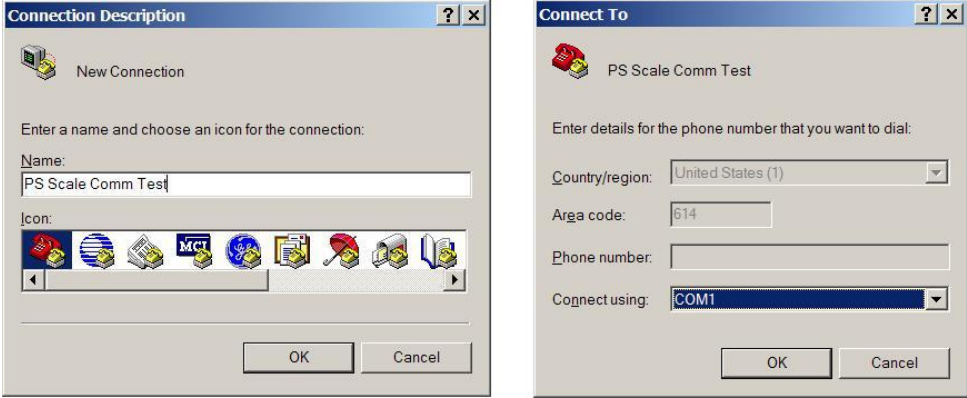 Connection Description
New Connection
Enter a name and choose an icon for the connection:
Name:
PS Scale Comm Test
Icon:
MCI
OK Cancel
Connect To
PS Scale Comm Test
Enter details for the phone number that you want to dial:
Country/region: United States (1)
Area code: 614
Phone number:
Connect using: COM1
OK Cancel